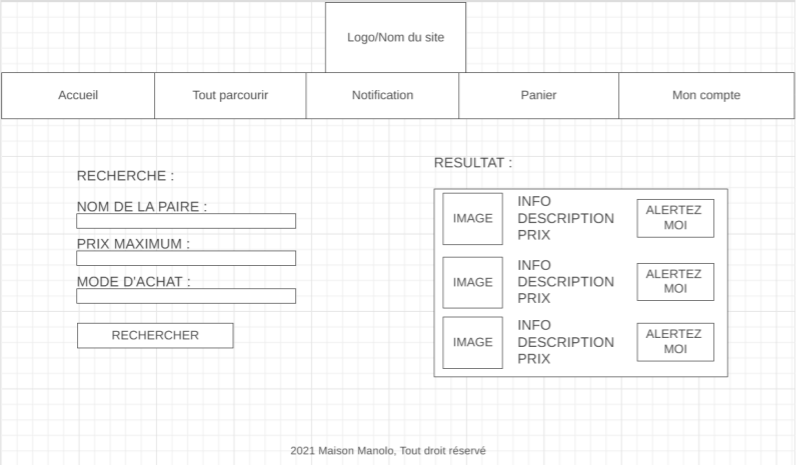 Logo/Nom du site
Accueil
Tout parcourir
Notification
Panier
Mon compte
RECHERCHE :
NOM DE LA PAIRE :
PRIX MAXIMUM :
MODE D'ACHAT :
RECHERCHER
RESULTAT :
IMAGE
INFO
DESCRIPTION
PRIX
ALERTEZ
MOI
IMAGE
INFO
DESCRIPTION
PRIX
ALERTEZ
MOI
IMAGE
INFO
DESCRIPTION
PRIX
ALERTEZ
MOI
2021 Maison Manolo, Tout droit réservé